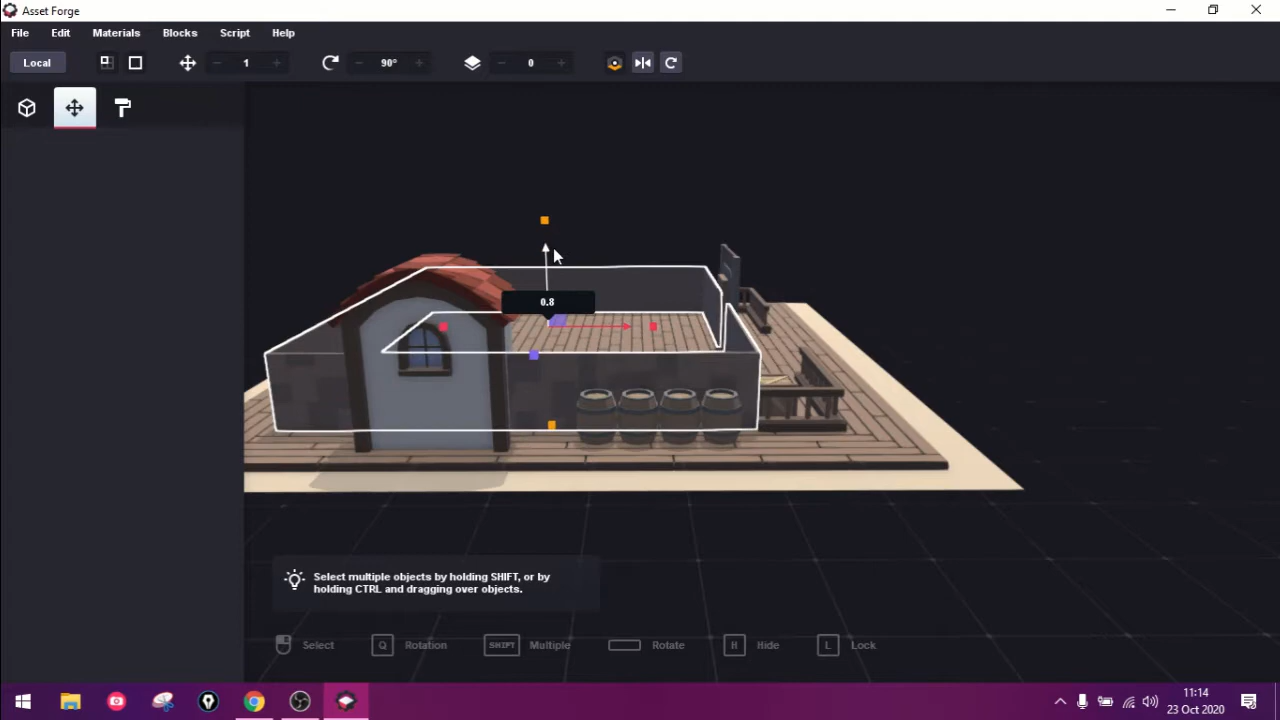 Asset Forge
File Edit Materials Blocks Script Help
Local 1 90° 0
0.8
Select multiple objects by holding SHIFT, or by
holding CTRL and dragging over objects.
Select Q Rotation SHIFT Multiple Rotate H Hide L Lock
11:14
23 Oct 2020